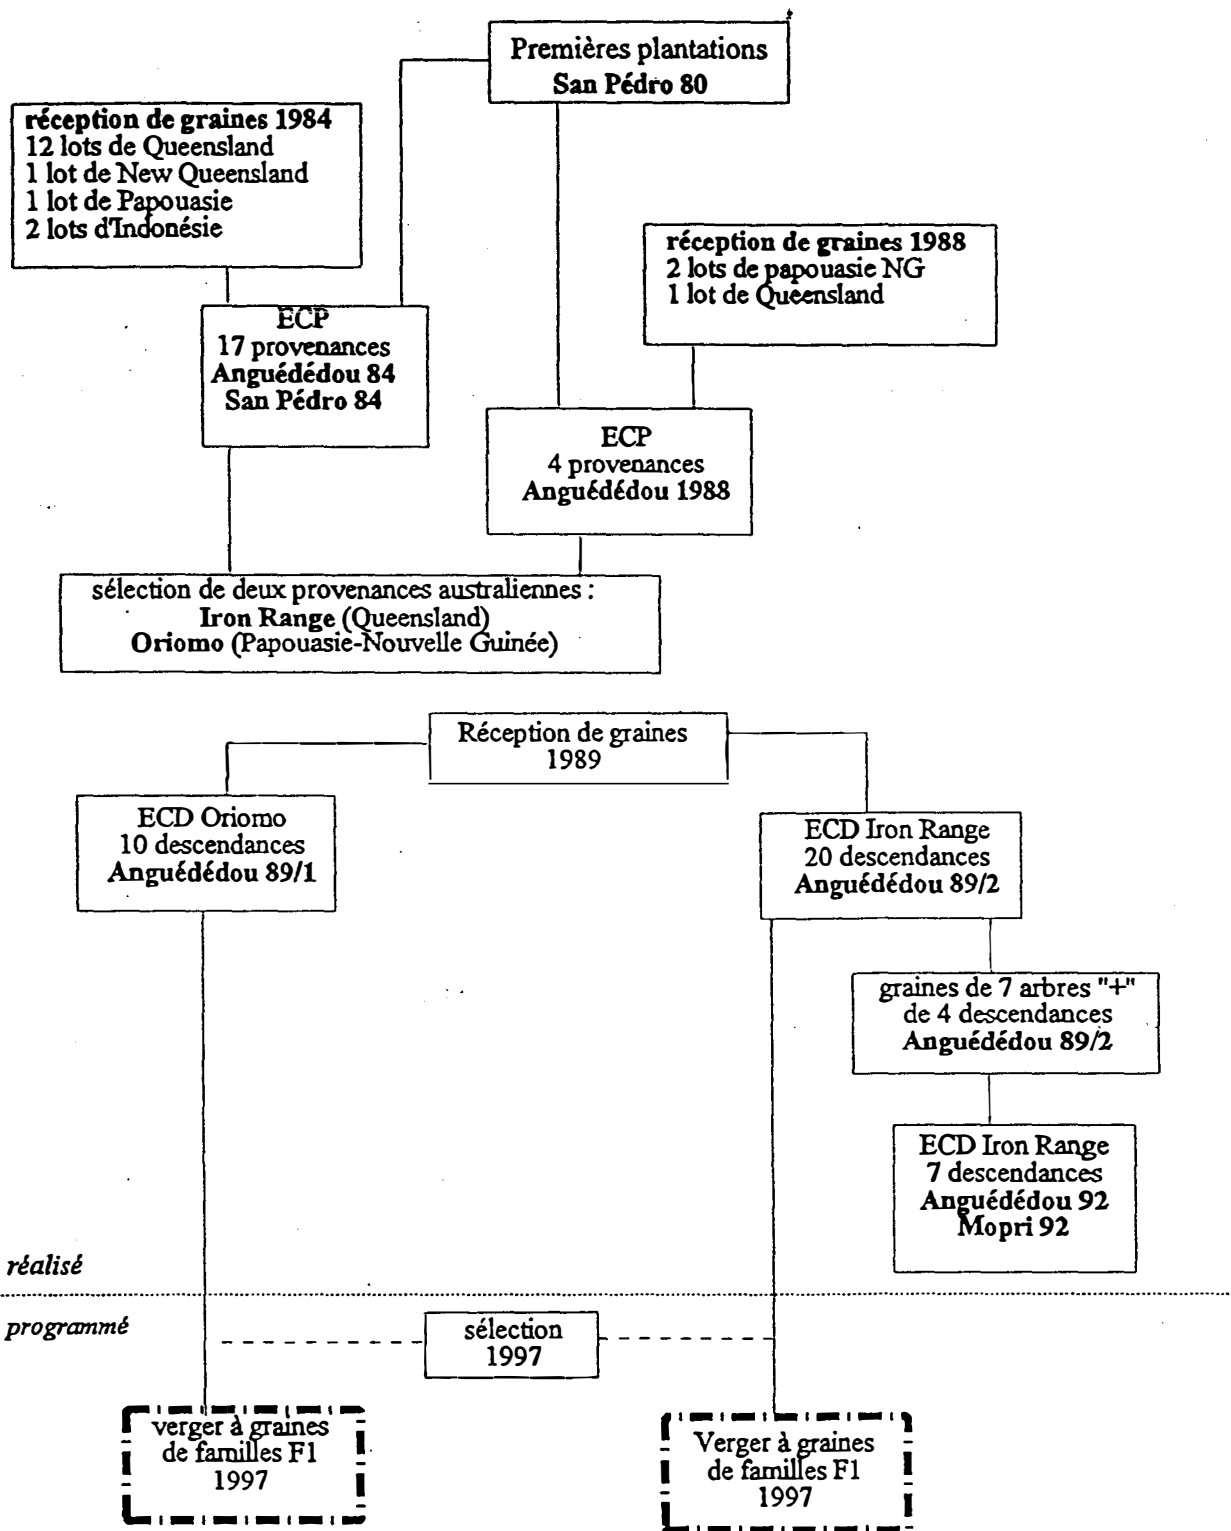 Premières plantations
San Pédro 80
réception de graines 1984
12 lots de Queensland
1 lot de New Queensland
1 lot de Papouasie
2 lots d'Indonésie
réception de graines 1988
2 lots de papouasie NG
1 lot de Queensland
ECP
17 provenances
Anguédédou 84
San Pédro 84
ECP
4 provenances
Anguédédou 1988
sélection de deux provenances australiennes :
Iron Range (Queensland)
Oriomo (Papouasie-Nouvelle Guinée)
Réception de graines
1989
ECD Oriomo
10 descendances
Anguédédou 89/1
ECD Iron Range
20 descendances
Anguédédou 89/2
graines de 7 arbres "+"
de 4 descendances
Anguédédou 89/2
ECD Iron Range
7 descendances
Anguédédou 92
Mopri 92
réalisé
programmé
sélection
1997
verger à graines
de familles F1
1997
Verger à graines
de familles F1
1997